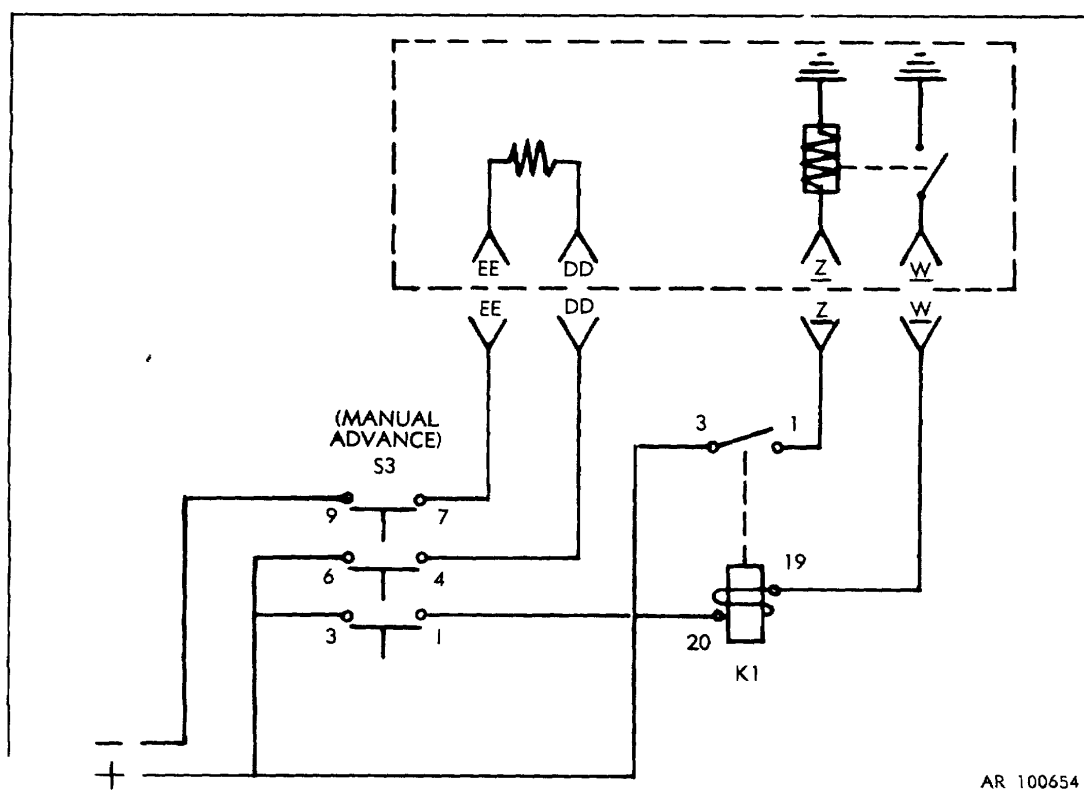 EE DD Z W
EE DD Z W
(MANUAL
ADVANCE)
S3
3 1
9 7
6 4
19
3 1
20
K1
−
+
AR 100654